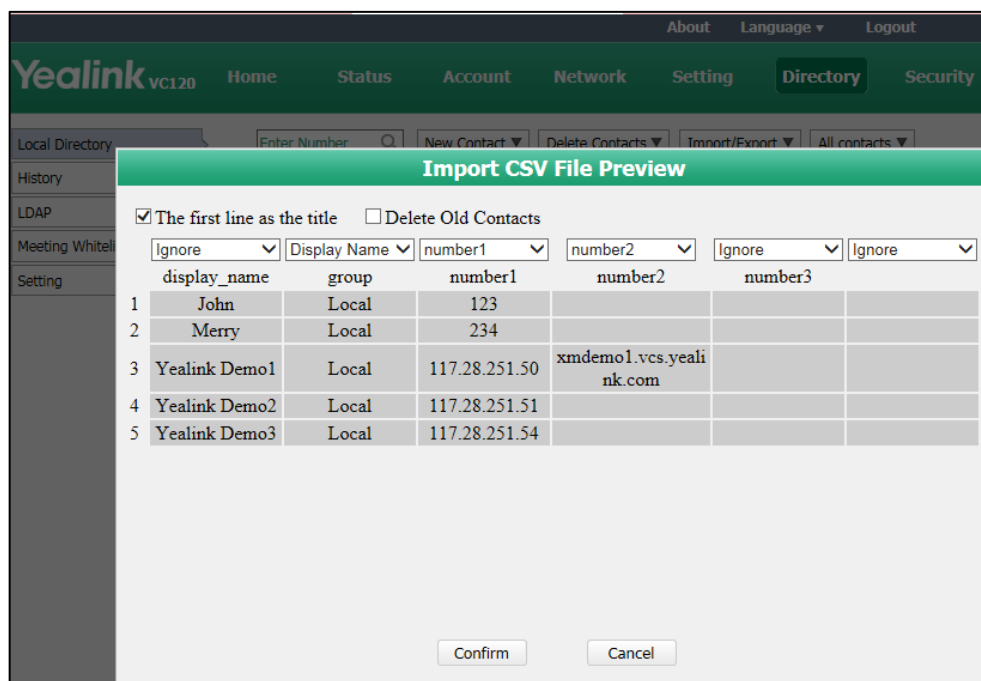 About Language ▾ Logout
Yealink VC120 Home Status Account Network Setting Directory Security
Local Directory Enter Number New Contact ▼ Delete Contacts ▼ Import/Export ▼ All contacts ▼
Import CSV File Preview
History
The first line as the title Delete Old Contacts
LDAP
Meeting Whiteli
Ignore Display Name number1 number2 Ignore Ignore
Setting
display_name group number1 number2 number3
1 John Local 123
2 Merry Local 234
3 Yealink Demo1 Local 117.28.251.50 xmdemo1.vcs.yeali
nk.com
4 Yealink Demo2 Local 117.28.251.51
5 Yealink Demo3 Local 117.28.251.54
Confirm Cancel